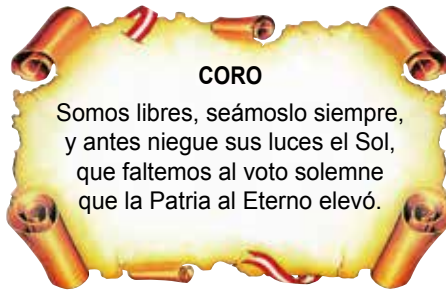 CORO
Somos libres, seámoslo siempre,
y antes niegue sus luces el Sol,
que faltemos al voto solemne
que la Patria al Eterno elevó.